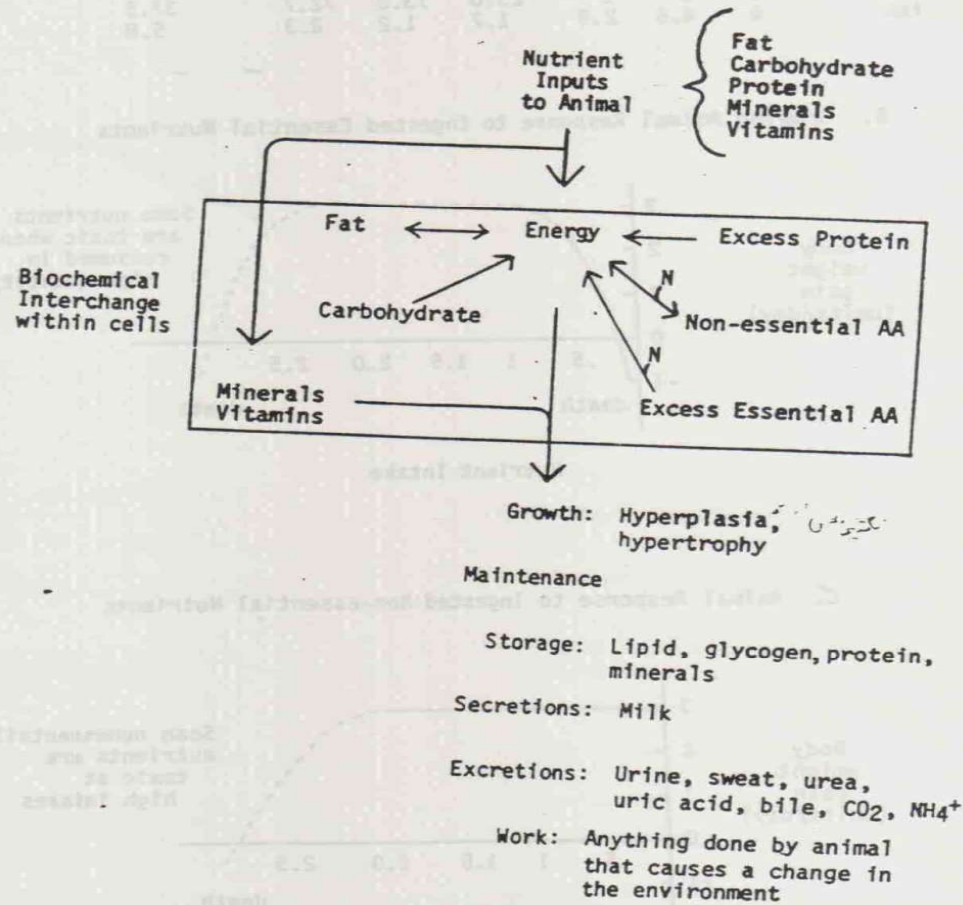 Nutrient
Inputs
to Animal
Fat
Carbohydrate
Protein
Minerals
Vitamins
Biochemical
Interchange
within cells
Fat
Energy
Excess Protein
Carbohydrate
N
Non-essential AA
N
Minerals
Vitamins
Excess Essential AA
Growth: Hyperplasia,
hypertrophy
Maintenance
Storage: Lipid, glycogen, protein,
minerals
Secretions: Milk
Excretions: Urine, sweat, urea,
uric acid, bile, CO2, NH4+
Work: Anything done by animal
that causes a change in
the environment